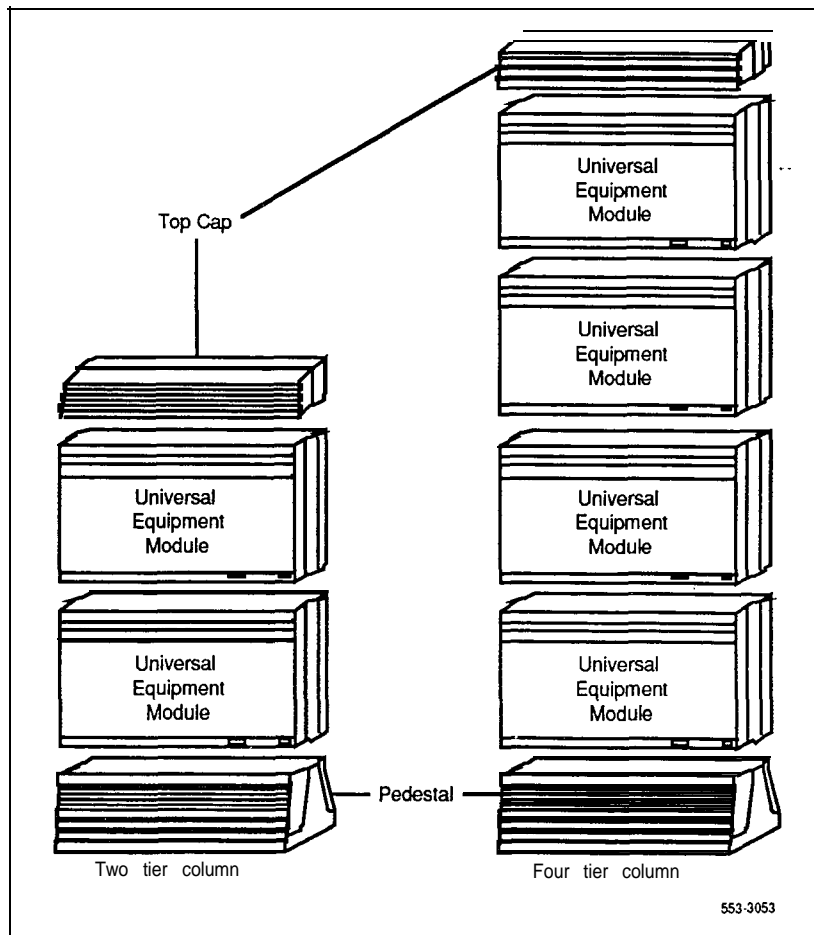 Universal
Equipment
Module
Top Cap
Universal
Equipment
Module
Universal
Equipment
Module
Universal
Equipment
Module
Universal
Equipment
Module
Universal
Equipment
Module
Pedestal
Two tier column
Four tier column
553-3053